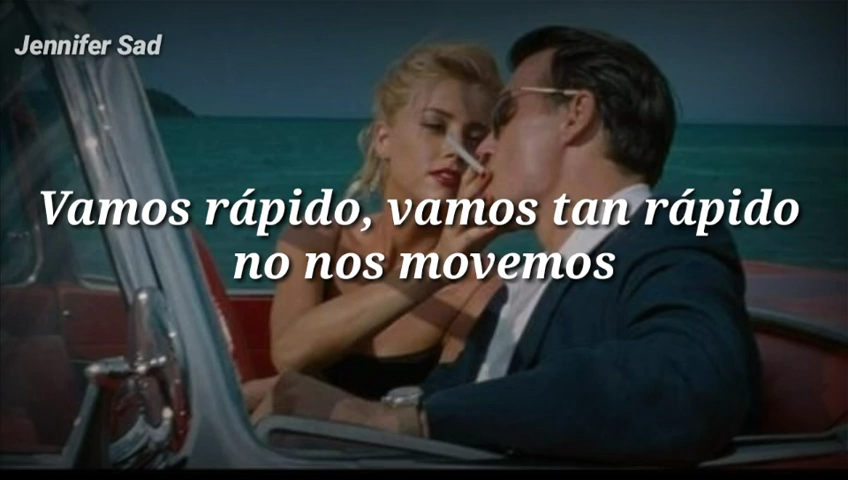 Jennifer Sad
Vamos rápido, vamos tan rápido
no nos movemos